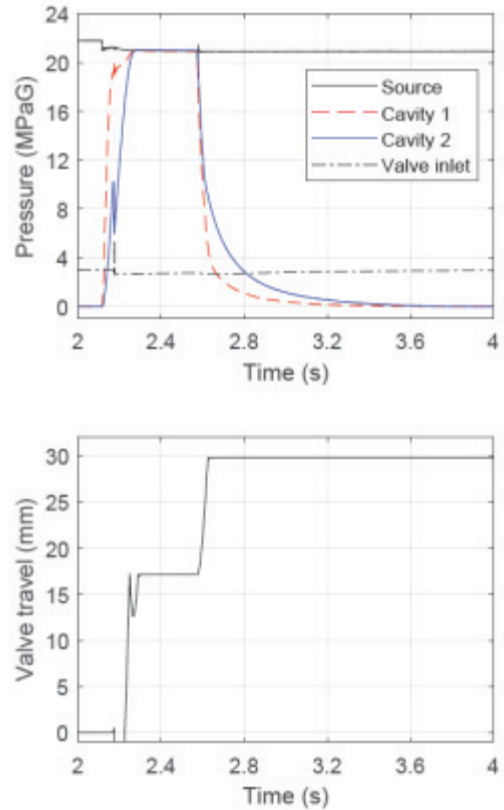 24
20
16
12
8
4
0
Pressure (MPaG)
Source
Cavity 1
Cavity 2
Valve inlet
2 2.4 2.8 3.2 3.6 4
Time (s)
30
25
20
15
10
5
0
Valve travel (mm)
2 2.4 2.8 3.2 3.6 4
Time (s)